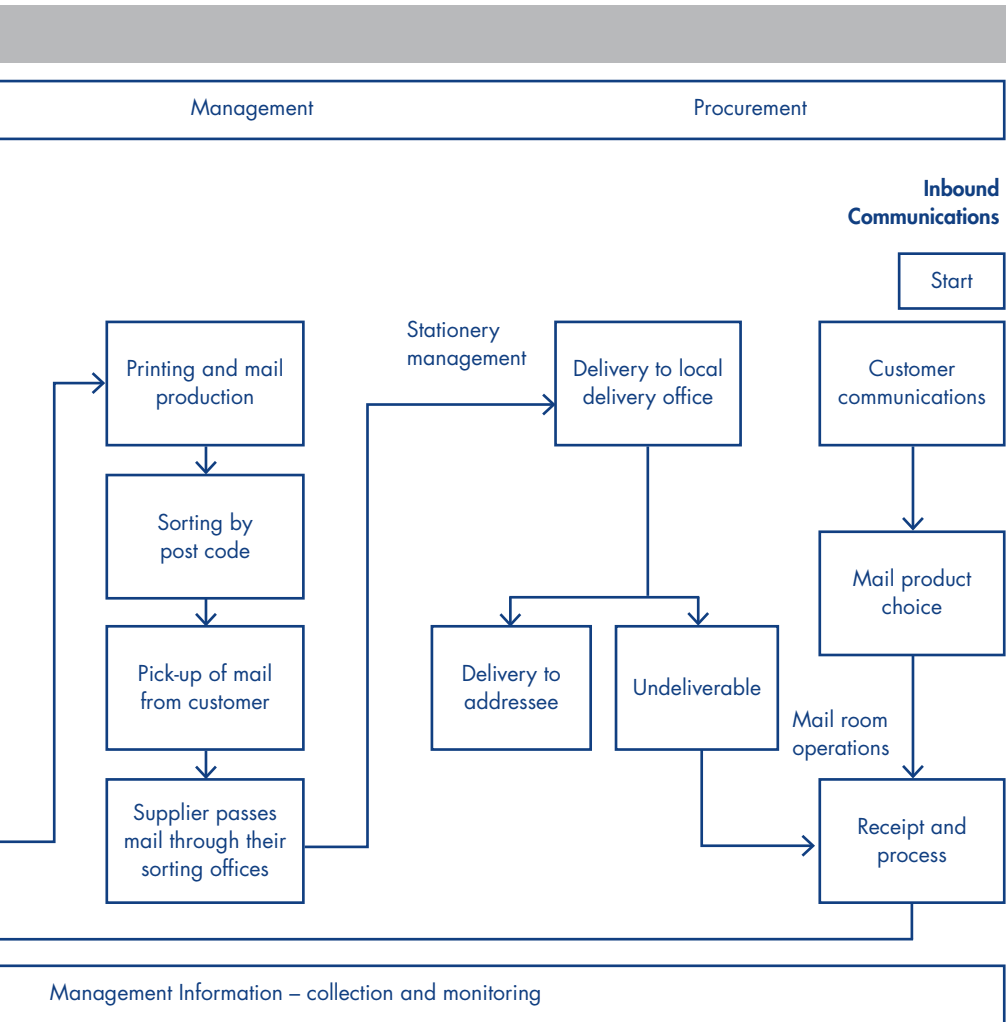 Management
Procurement
Inbound
Communications
Start
Printing and mail
production
Sorting by
post code
Pick-up of mail
from customer
Supplier passes
mail through their
sorting offices
Stationery
management
Delivery to local
delivery office
Delivery to
addressee
Undeliverable
Customer
communications
Mail product
choice
Mail room
operations
Receipt and
process
Management Information – collection and monitoring